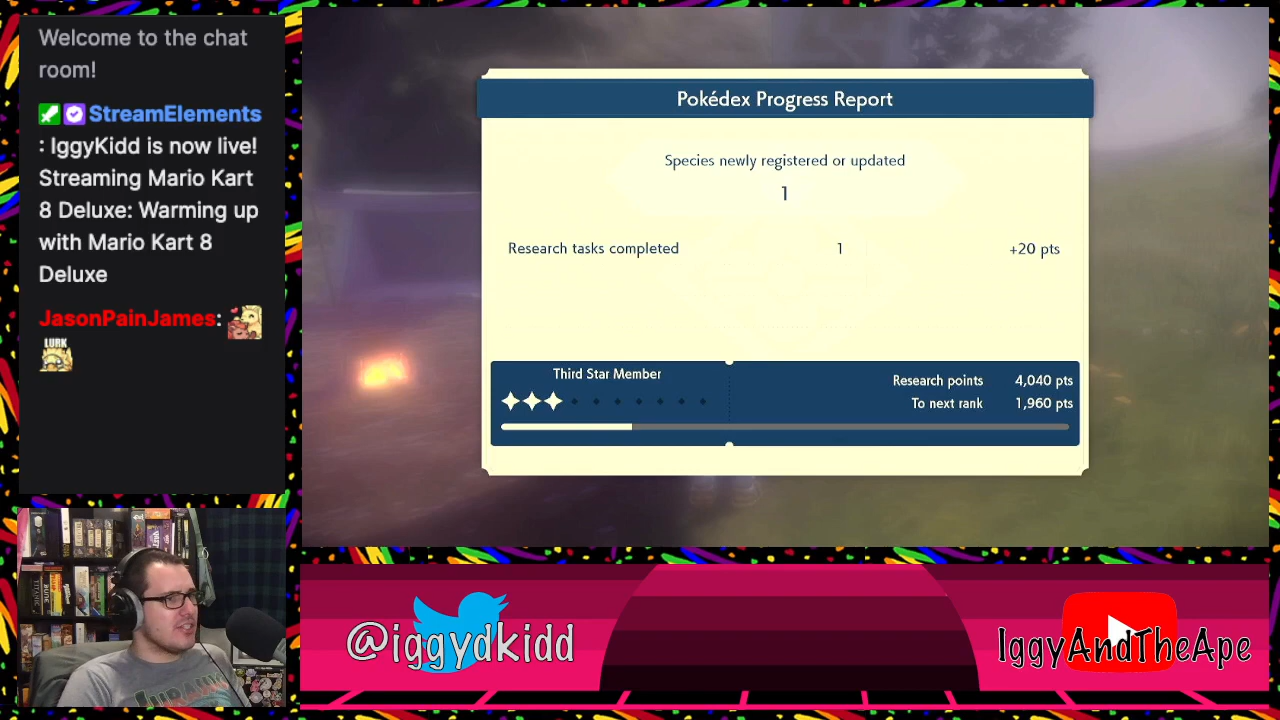 Welcome to the chat
room!
StreamElements
: IggyKidd is now live!
Streaming Mario Kart
8 Deluxe: Warming up
with Mario Kart 8
Deluxe
JasonPainJames:
LURK
Pokédex Progress Report
Species newly registered or updated
1
Research tasks completed 1 +20 pts
Third Star Member
Research points 4,040 pts
To next rank 1,960 pts
@iggydkidd
IggyAndTheApe